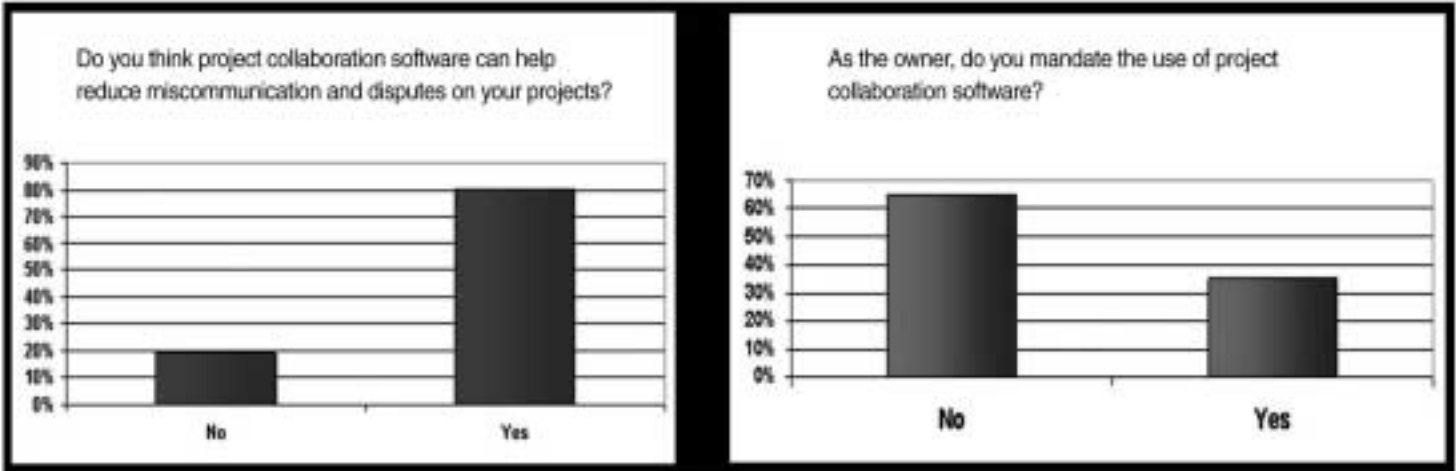 Do you think project collaboration software can help
reduce miscommunication and disputes on your projects?
90%
80%
70%
60%
50%
40%
30%
20%
10%
0%
No
Yes
As the owner, do you mandate the use of project
collaboration software?
70%
60%
50%
40%
30%
20%
10%
0%
No
Yes